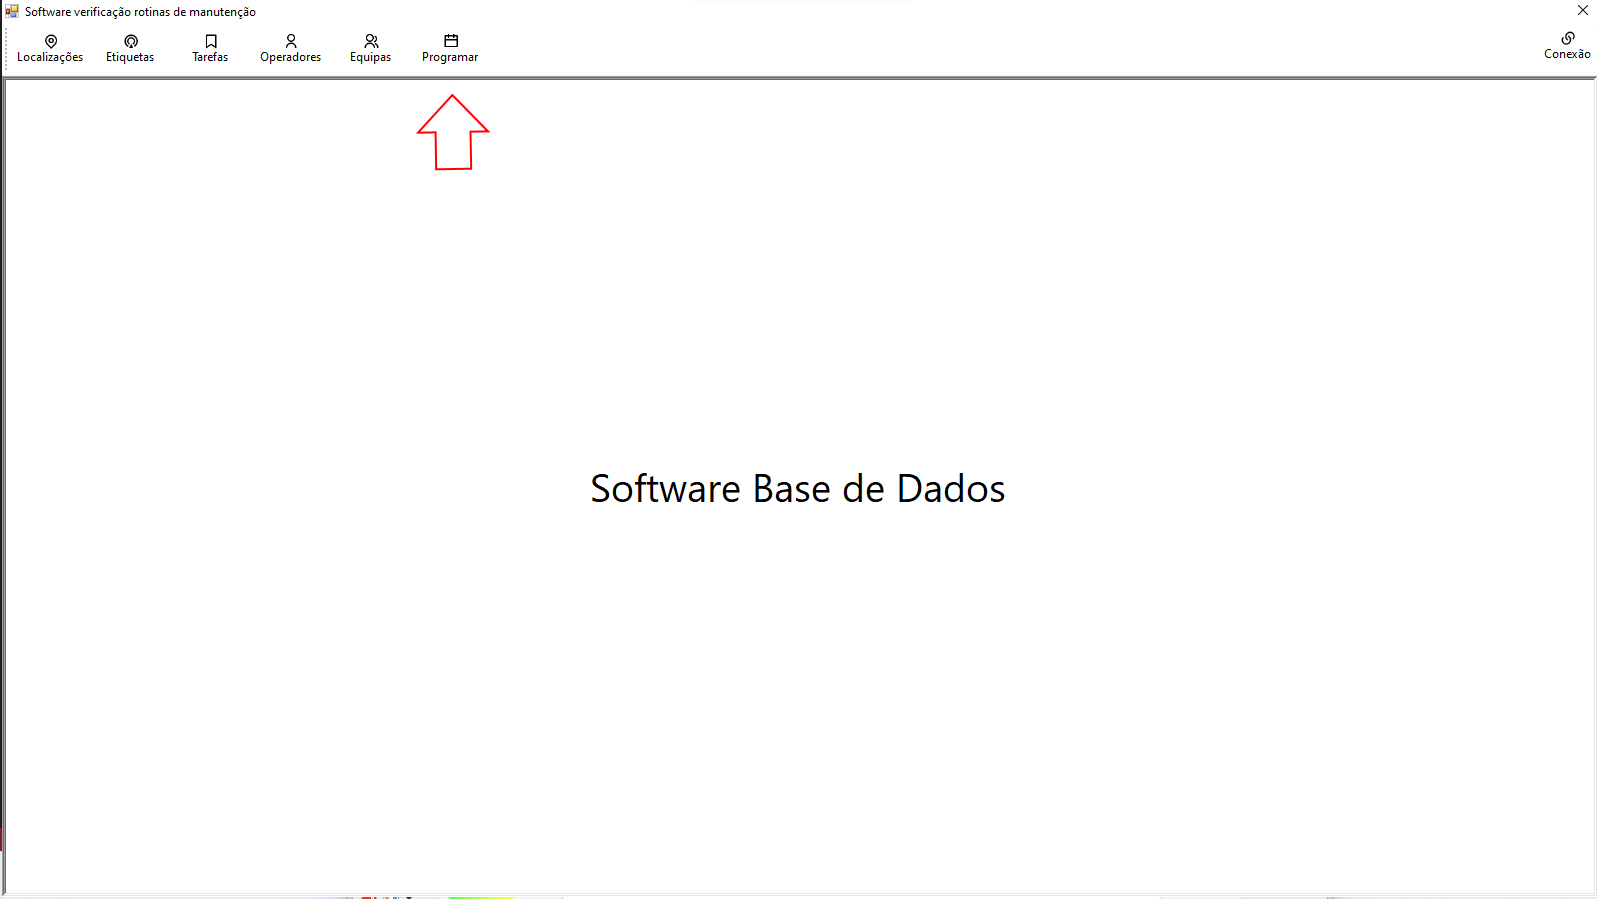 Software verificação rotinas de manutenção
Localizações Etiquetas Tarefas Operadores Equipas Programar Conexão
Software Base de Dados